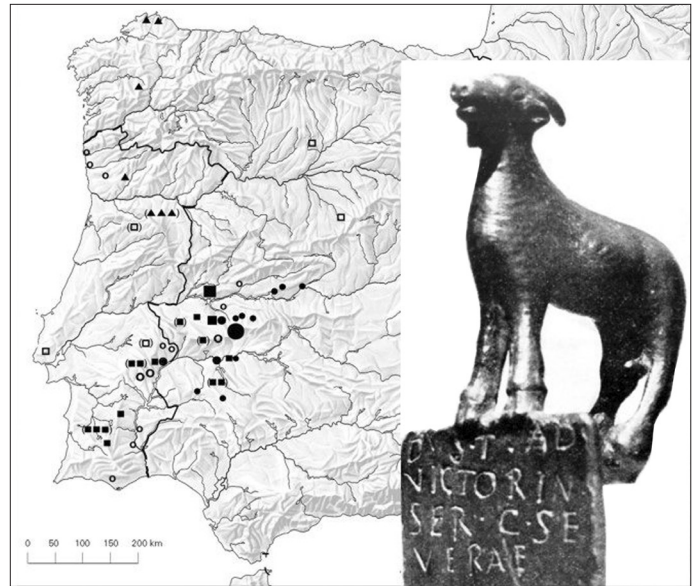 D· S· T· AD
VICTORIN
SER· C· SE
VERAE
0 50 100 150 200 km